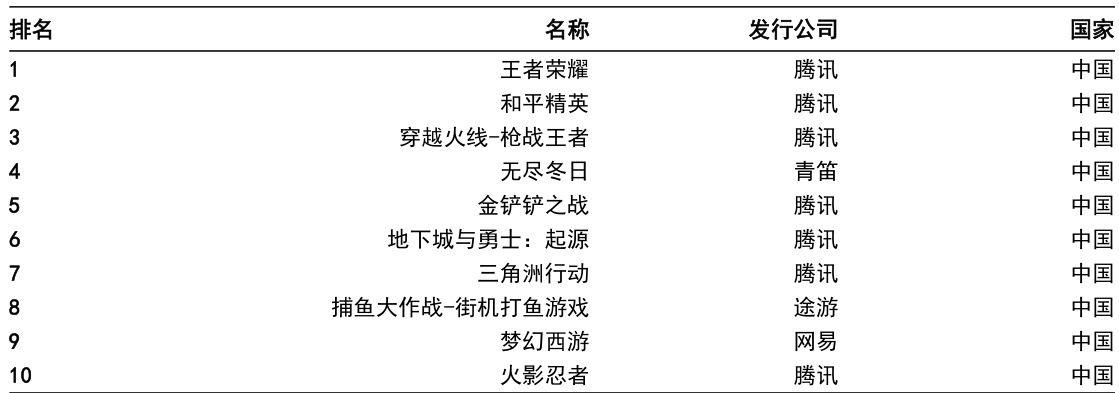 排名 名称 发行公司 国家
1 王者荣耀 腾讯 中国
2 和平精英 腾讯 中国
3 穿越火线-枪战王者 腾讯 中国
4 无尽冬日 青笛 中国
5 金铲铲之战 腾讯 中国
6 地下城与勇士：起源 腾讯 中国
7 三角洲行动 腾讯 中国
8 捕鱼大作战-街机打鱼游戏 途游 中国
9 梦幻西游 网易 中国
10 火影忍者 腾讯 中国